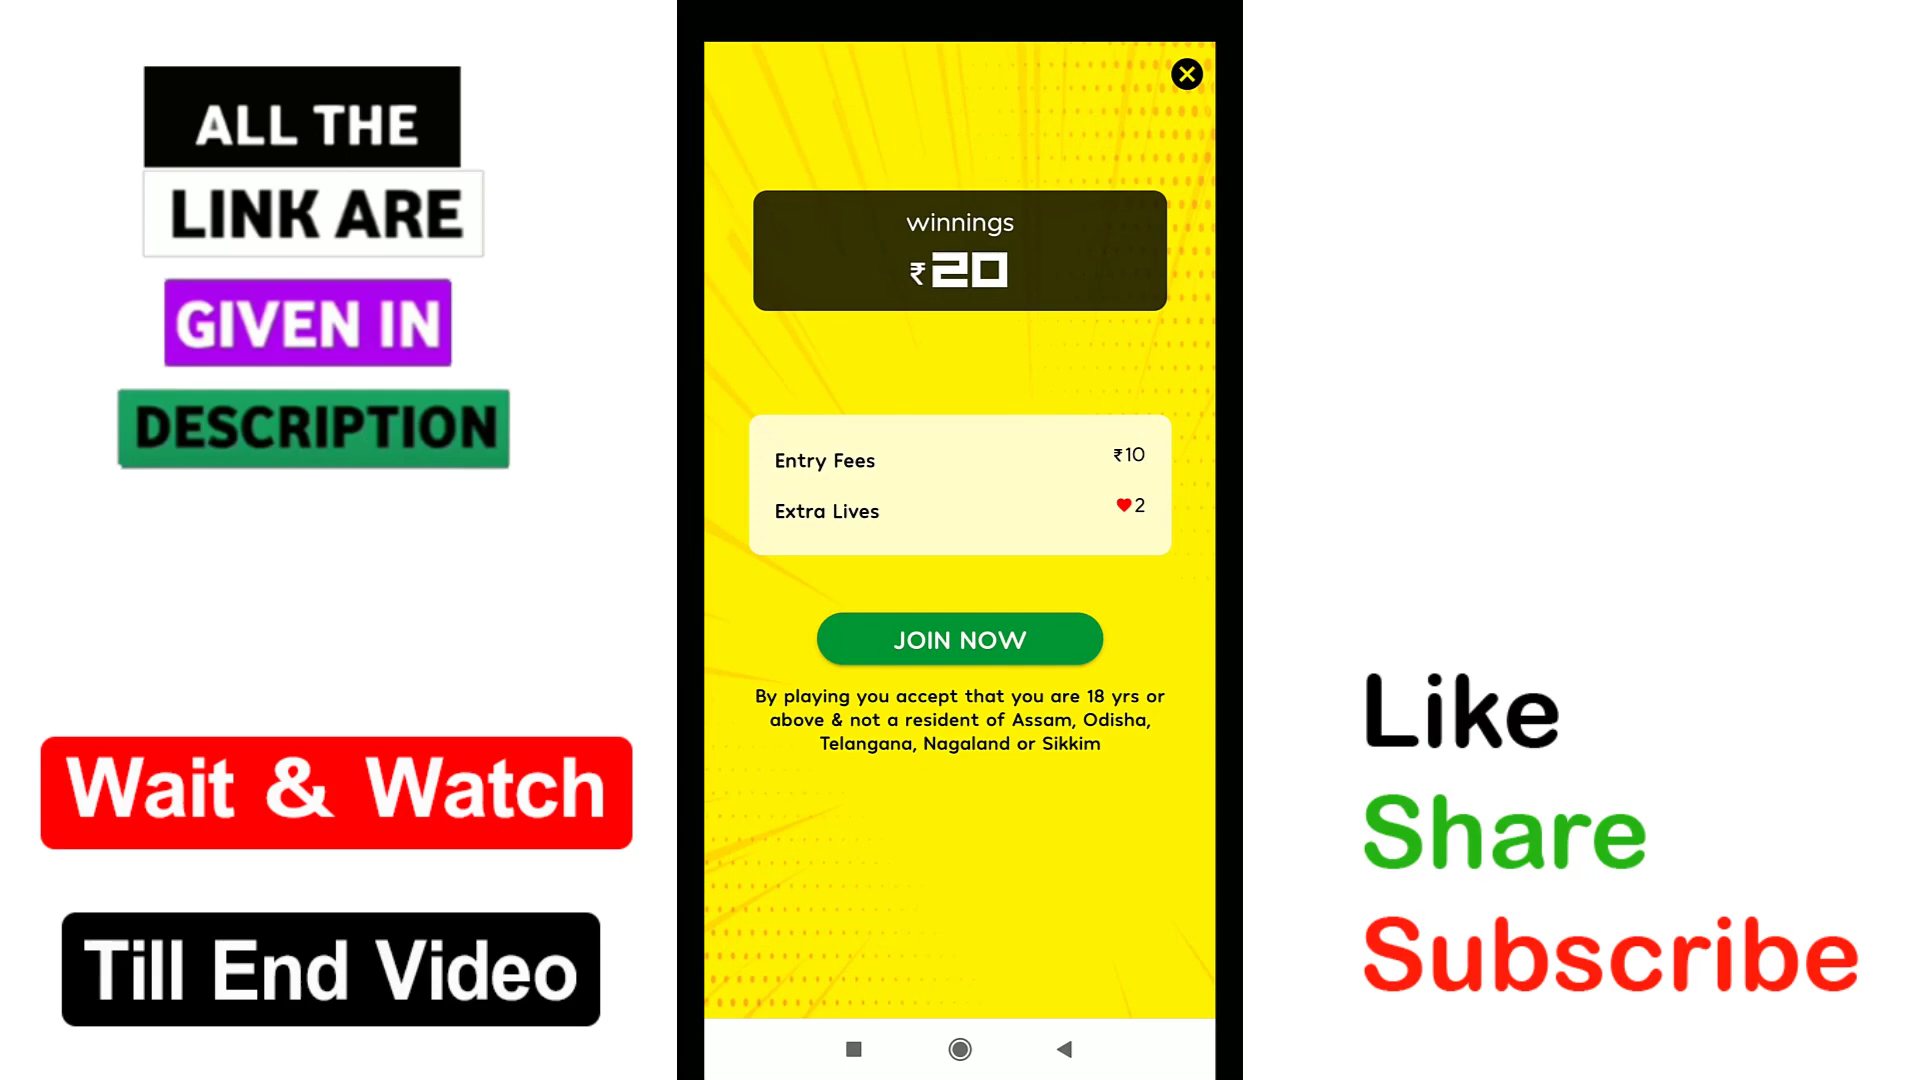 ALL THE
LINK ARE
GIVEN IN
DESCRIPTION
Wait & Watch
Till End Video
winnings
₹20
Entry Fees ₹10
Extra Lives ❤2
JOIN NOW
By playing you accept that you are 18 yrs or
above & not a resident of Assam, Odisha,
Telangana, Nagaland or Sikkim
Like
Share
Subscribe